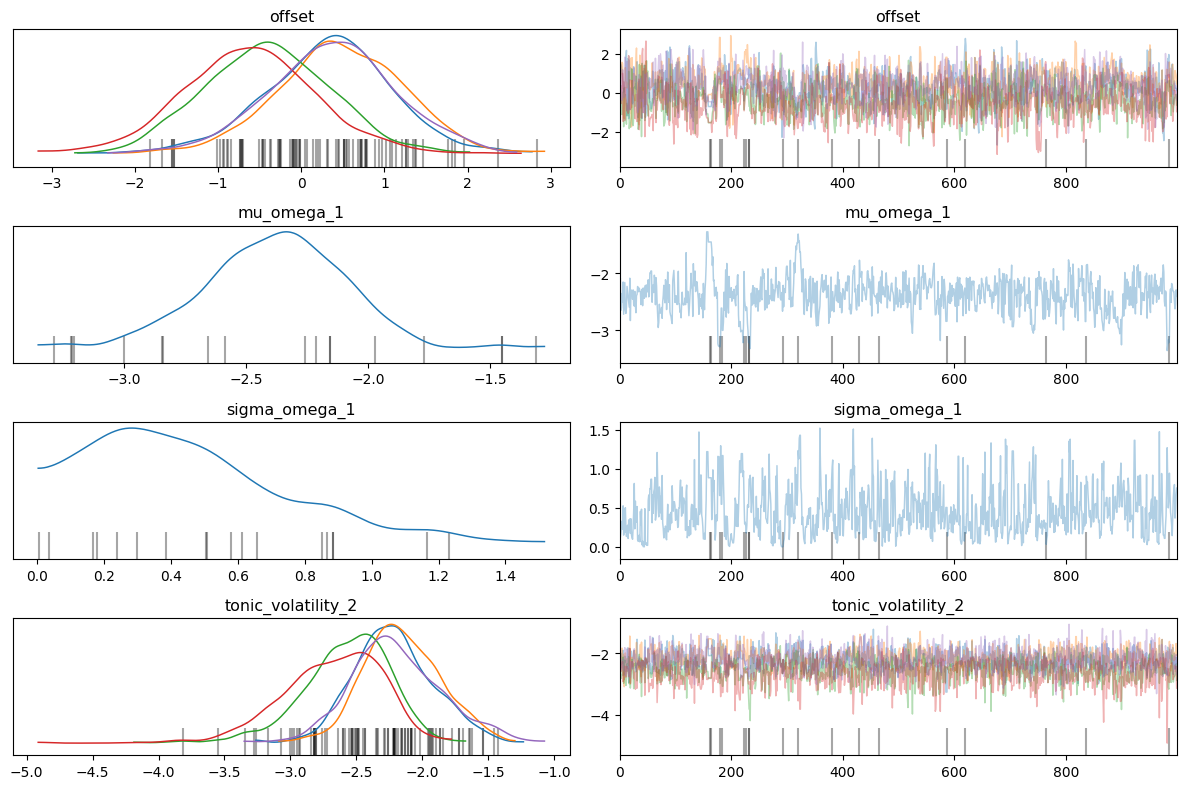 offset offset
−3 −2 −1 0 1 2 3
2
0
−2
0 200 400 600 800
mu_omega_1 mu_omega_1
−3.0 −2.5 −2.0 −1.5
−2
−3
0 200 400 600 800
sigma_omega_1 sigma_omega_1
0.0 0.2 0.4 0.6 0.8 1.0 1.2 1.4
1.5
1.0
0.5
0.0
0 200 400 600 800
tonic_volatility_2 tonic_volatility_2
−5.0 −4.5 −4.0 −3.5 −3.0 −2.5 −2.0 −1.5 −1.0
−2
−4
0 200 400 600 800